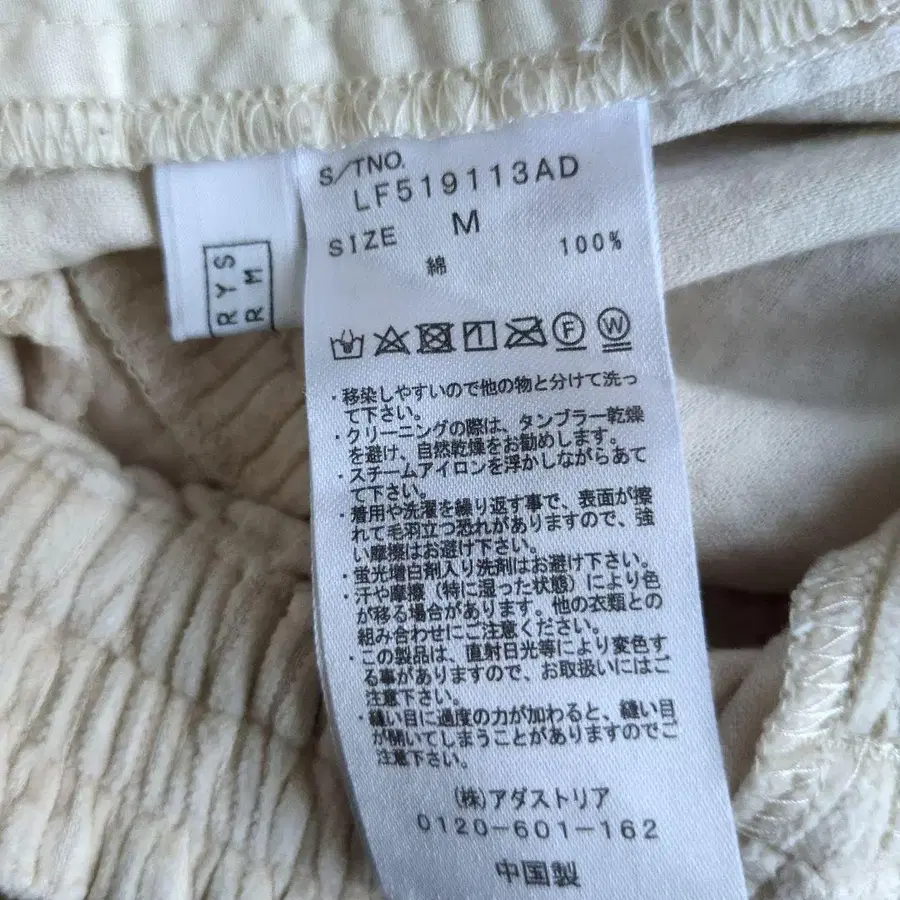 S/TNO.
LF519113AD
SIZE M
綿 100%
F W
・移染しやすいので他の物と分けて洗っ
て下さい。
・クリーニングの際は、タンブラー乾燥
を避け、自然乾燥をお勧めします。
・スチームアイロンを浮かしながらあて
て下さい。
・着用や洗濯を繰り返す事で、表面が擦
れて毛羽立つ恐れがありますので、強
い摩擦はお避け下さい。
・蛍光増白剤入り洗剤はお避け下さい。
・汗や摩擦（特に湿った状態）により色
が移る場合があります。他の衣類との
組み合わせにご注意ください。
・この製品は、直射日光等により変色す
る事がありますので、お取扱いにはご
注意下さい。
・縫い目に過度の力が加わると、縫い目
が開いてしまうことがありますのでご
注意下さい。
(株)アダストリア
0120-601-162
中国製
RYS
RM